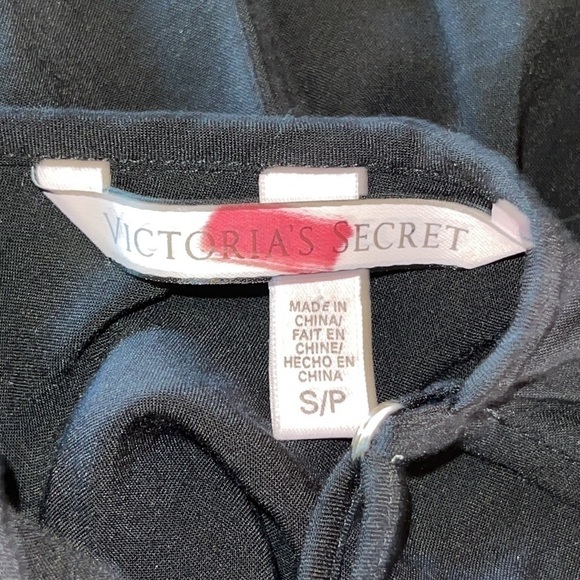 VICTORIA'S SECRET
MADE IN
CHINA/
FAIT EN
CHINE/
HECHO EN
CHINA
S/P